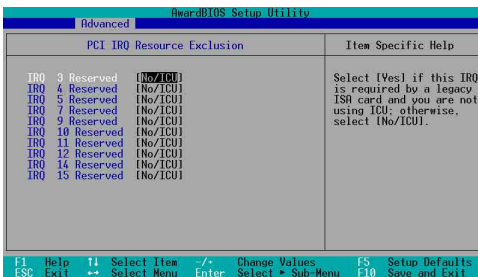 AwardBIOS Setup Utility
Advanced
PCI IRQ Resource Exclusion
Item Specific Help
IRQ 3 Reserved [No/ICU]
IRQ 4 Reserved [No/ICU]
IRQ 5 Reserved [No/ICU]
IRQ 7 Reserved [No/ICU]
IRQ 9 Reserved [No/ICU]
IRQ 10 Reserved [No/ICU]
IRQ 11 Reserved [No/ICU]
IRQ 12 Reserved [No/ICU]
IRQ 14 Reserved [No/ICU]
IRQ 15 Reserved [No/ICU]
Select [Yes] if this IRQ
is required by a legacy
ISA card and you are not
using ICU; otherwise,
select [No/ICU].
F1 Help ↑↓ Select Item -/+ Change Values F5 Setup Defaults
ESC Exit ←→ Select Menu Enter Select ► Sub-Menu F10 Save and Exit